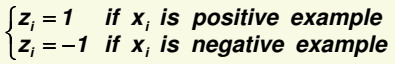 z_i = 1 if x_i is positive example
z_i = -1 if x_i is negative example